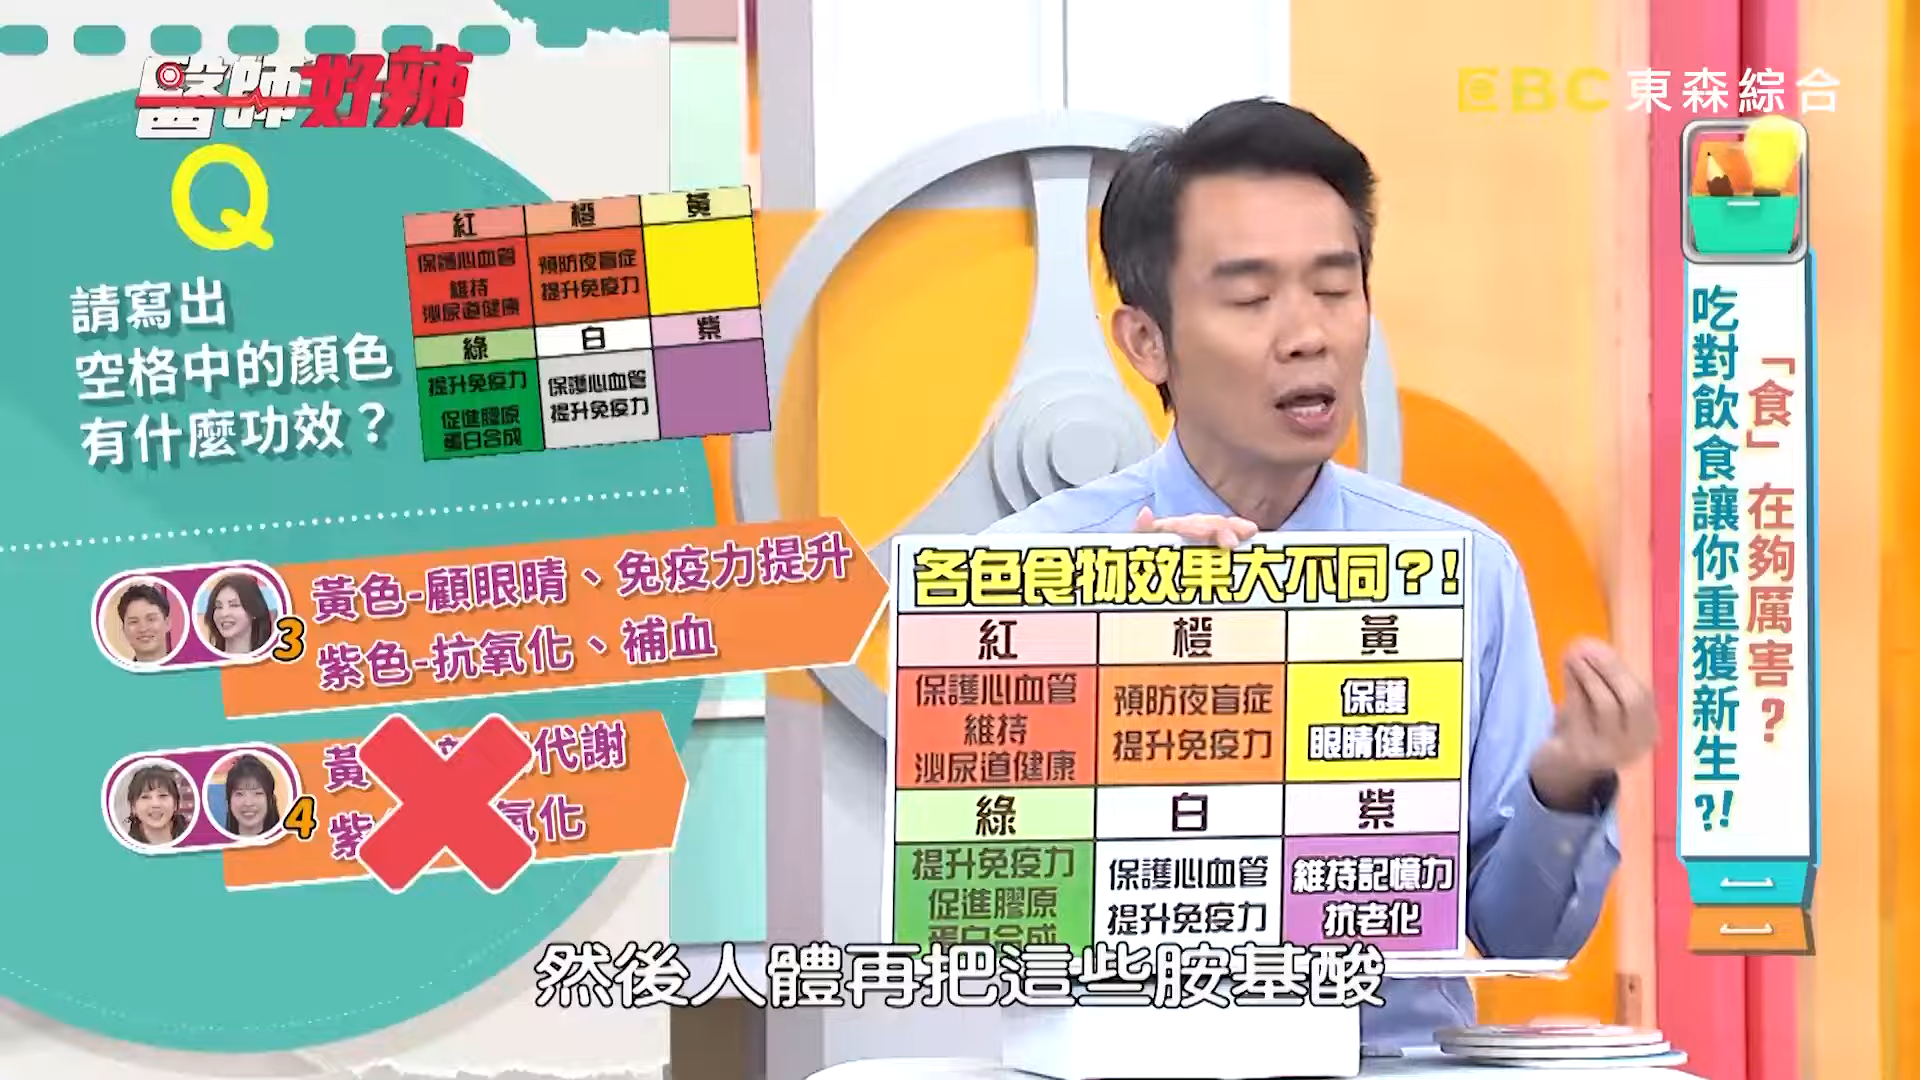 醫師好辣
EBC 東森綜合
Q
請寫出
空格中的顏色
有什麼功效？
紅 橙 黃
保護心血管
維持
泌尿道健康
預防夜盲症
提升免疫力
綠 白 紫
提升免疫力
促進膠原
蛋白合成
保護心血管
提升免疫力
3
黃色-顧眼睛、免疫力提升
紫色-抗氧化、補血
4
黃 代謝
紫 氧化
各色食物效果大不同？！
紅 橙 黃
保護心血管
維持
泌尿道健康
預防夜盲症
提升免疫力
保護
眼睛健康
綠 白 紫
提升免疫力
促進膠原
蛋白合成
保護心血管
提升免疫力
維持記憶力
抗老化
「食」在夠厲害？
吃對飲食讓你重獲新生？！
然後人體再把這些胺基酸